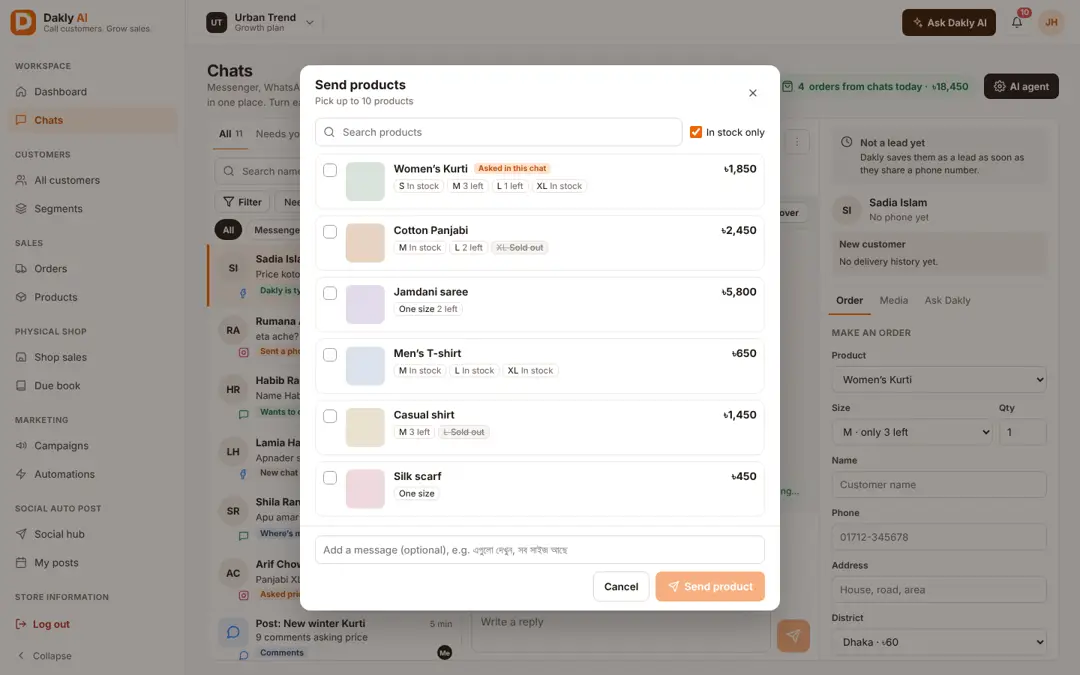 Dakly AI
Call customers. Grow sales.
UT
Urban Trend
Growth plan
Ask Dakly AI
10
JH
WORKSPACE
Dashboard
Chats
CUSTOMERS
All customers
Segments
SALES
Orders
Products
PHYSICAL SHOP
Shop sales
Due book
MARKETING
Campaigns
Automations
SOCIAL AUTO POST
Social hub
My posts
STORE INFORMATION
Log out
Collapse
Chats
Messenger, WhatsA
in one place. Turn e
4 orders from chats today · ৳18,450
AI agent
All 11
Needs yo
Search name
Filter
Nee
All
Messenge
SI
Sadia Isla
Price koto
Dakly is ty
RA
Rumana A
eta ache?
Sent a pho
HR
Habib Ra
Name Hab
Wants to o
LH
Lamia Ha
Apnader s
New chat
SR
Shila Ran
Apu amar
Where's m
AC
Arif Chow
Panjabi XL
Asked pric
Post: New winter Kurti
5 min
9 comments asking price
Comments
Me
Send products
Pick up to 10 products
Search products
In stock only
Women's Kurti
Asked in this chat
৳1,850
S In stock
M 3 left
L 1 left
XL In stock
Cotton Panjabi
৳2,450
M In stock
L 2 left
XL Sold out
Jamdani saree
৳5,800
One size 2 left
Men's T-shirt
৳650
M In stock
L In stock
XL In stock
Casual shirt
৳1,450
M 3 left
L Sold out
Silk scarf
৳450
One size
Add a message (optional), e.g. এগুলো দেখুন, সব সাইজ আছে
Cancel
Send product
over
ng...
Write a reply
Not a lead yet
Dakly saves them as a lead as soon as
they share a phone number.
SI
Sadia Islam
No phone yet
New customer
No delivery history yet.
Order
Media
Ask Dakly
MAKE AN ORDER
Product
Women's Kurti
Size
Qty
M · only 3 left
1
Name
Customer name
Phone
01712-345678
Address
House, road, area
District
Dhaka · ৳60